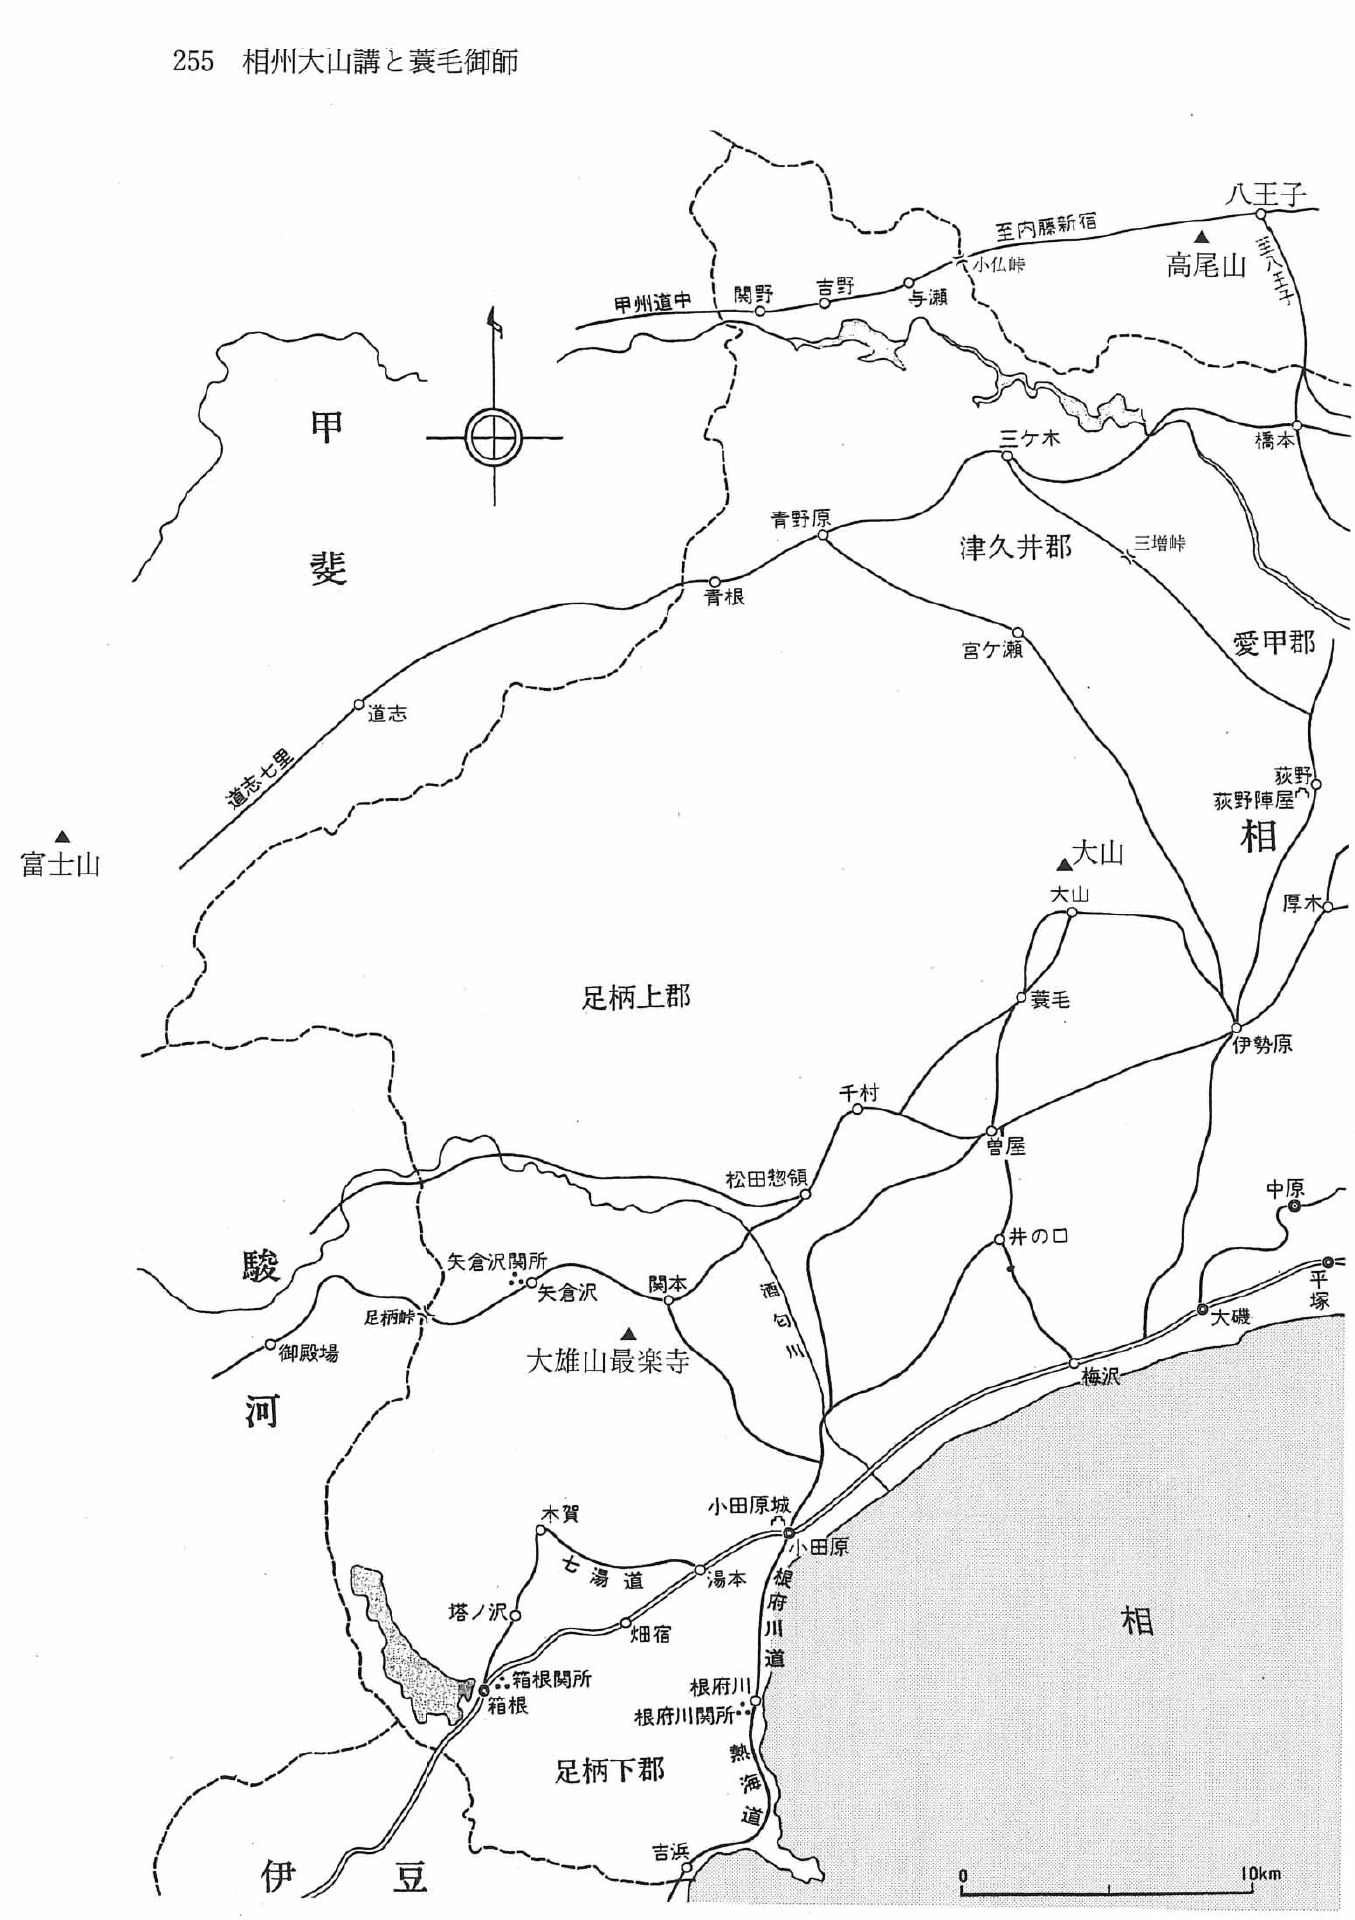 255 相州大山講と蓑毛御師
八王子
至内藤新宿
至八王子
高尾山
小仏峠
与瀬
吉野
関野
甲州道中
橋本
三ケ木
甲
斐
青野原
津久井郡
三増峠
青根
宮ケ瀬
愛甲郡
道志
道志七里
荻野
荻野陣屋
相
富士山
大山
大山
厚木
足柄上郡
蓑毛
伊勢原
千村
曽屋
松田惣領
中原
井の口
駿
河
矢倉沢関所
矢倉沢
関本
酒匂川
平塚
足柄峠
大磯
御殿場
大雄山最楽寺
梅沢
小田原城
小田原
木賀
七湯道
湯本
根府川道
塔ノ沢
畑宿
相
箱根関所
箱根
根府川
根府川関所
熱海道
足柄下郡
吉浜
伊豆
0 10km